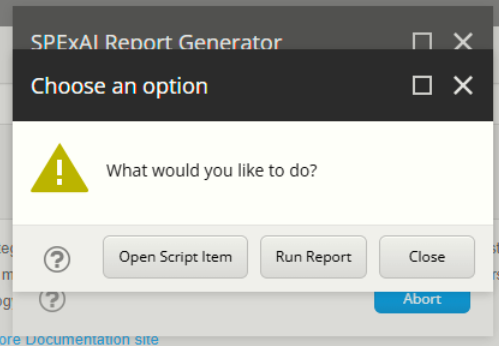 SPExAI Report Generator
Choose an option
What would you like to do?
Open Script Item
Run Report
Close
Abort
ore Documentation site